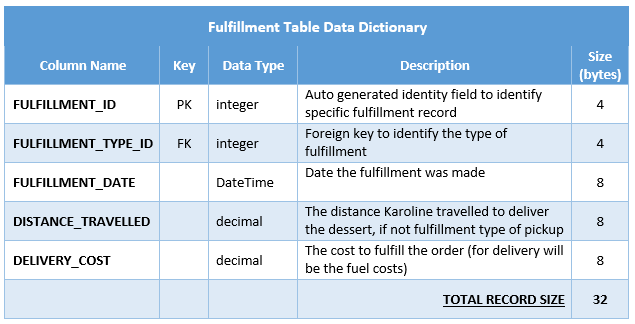 Fulfillment Table Data Dictionary
Column Name Key Data Type Description Size (bytes)
FULFILLMENT_ID PK integer Auto generated identity field to identify
specific fulfillment record 4
FULFILLMENT_TYPE_ID FK integer Foreign key to identify the type of
fulfillment 4
FULFILLMENT_DATE DateTime Date the fulfillment was made 8
DISTANCE_TRAVELLED decimal The distance Karoline travelled to deliver
the dessert, if not fulfillment type of pickup 8
DELIVERY_COST decimal The cost to fulfill the order (for delivery will
be the fuel costs) 8
TOTAL RECORD SIZE 32